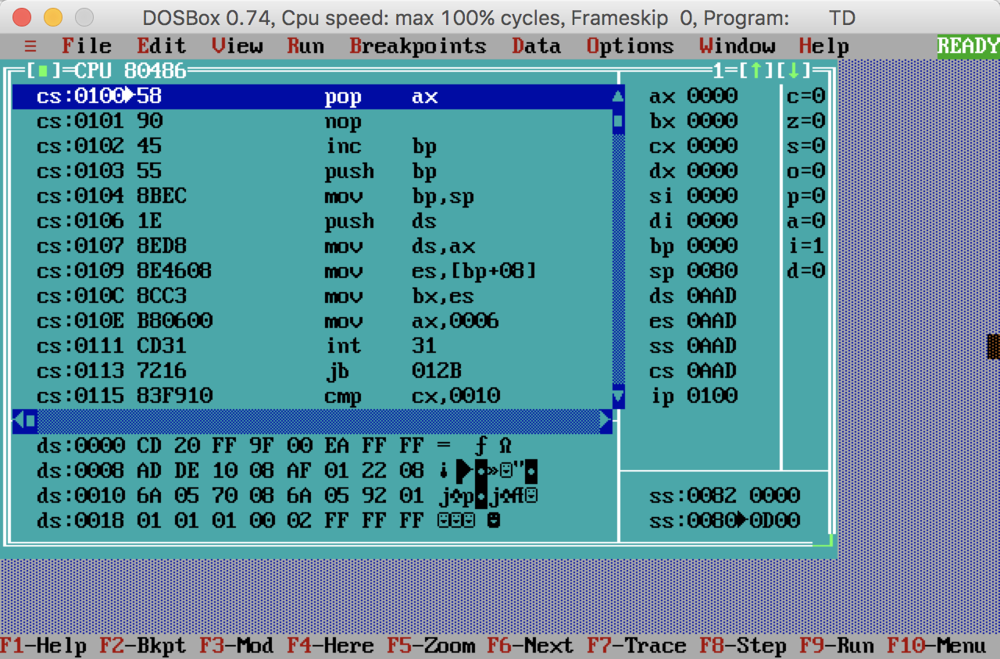 DOSBox 0.74, Cpu speed: max 100% cycles, Frameskip 0, Program: TD
≡ File Edit View Run Breakpoints Data Options Window Help READY
[■]=CPU 80486 1=[↑][↓]
cs:0100►58 pop ax ax 0000 c=0
cs:0101 90 nop bx 0000 z=0
cs:0102 45 inc bp cx 0000 s=0
cs:0103 55 push bp dx 0000 o=0
cs:0104 8BEC mov bp,sp si 0000 p=0
cs:0106 1E push ds di 0000 a=0
cs:0107 8ED8 mov ds,ax bp 0000 i=1
cs:0109 8E4608 mov es,[bp+08] sp 0080 d=0
cs:010C 8CC3 mov bx,es ds 0AAD
cs:010E B80600 mov ax,0006 es 0AAD
cs:0111 CD31 int 31 ss 0AAD
cs:0113 7216 jb 012B cs 0AAD
cs:0115 83F910 cmp cx,0010 ip 0100
ds:0000 CD 20 FF 9F 00 EA FF FF = ƒ Ω
ds:0008 AD DE 10 08 AF 01 22 08 ¡▐►◘»☺"◘
ds:0010 6A 05 70 08 6A 05 92 01 j♣p◘j♣Æ☺ ss:0082 0000
ds:0018 01 01 01 00 02 FF FF FF ☺☺☺ ☻ ss:0080►0D00
F1-Help F2-Bkpt F3-Mod F4-Here F5-Zoom F6-Next F7-Trace F8-Step F9-Run F10-Menu